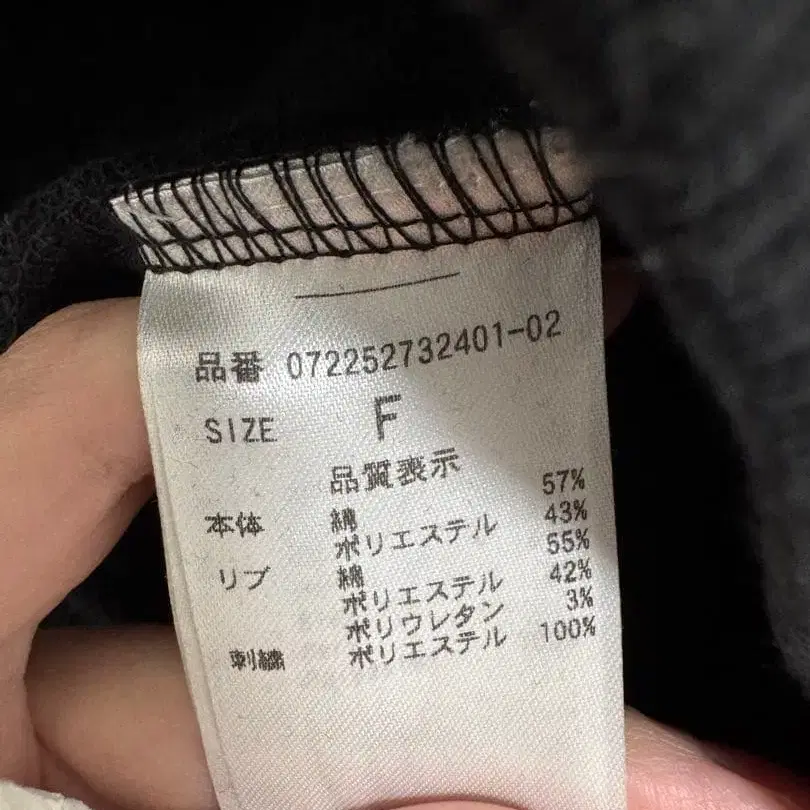 品番 072252732401-02
SIZE F
品質表示
本体 綿 57%
ポリエステル 43%
リブ 綿 55%
ポリエステル 42%
ポリウレタン 3%
刺繍 ポリエステル 100%